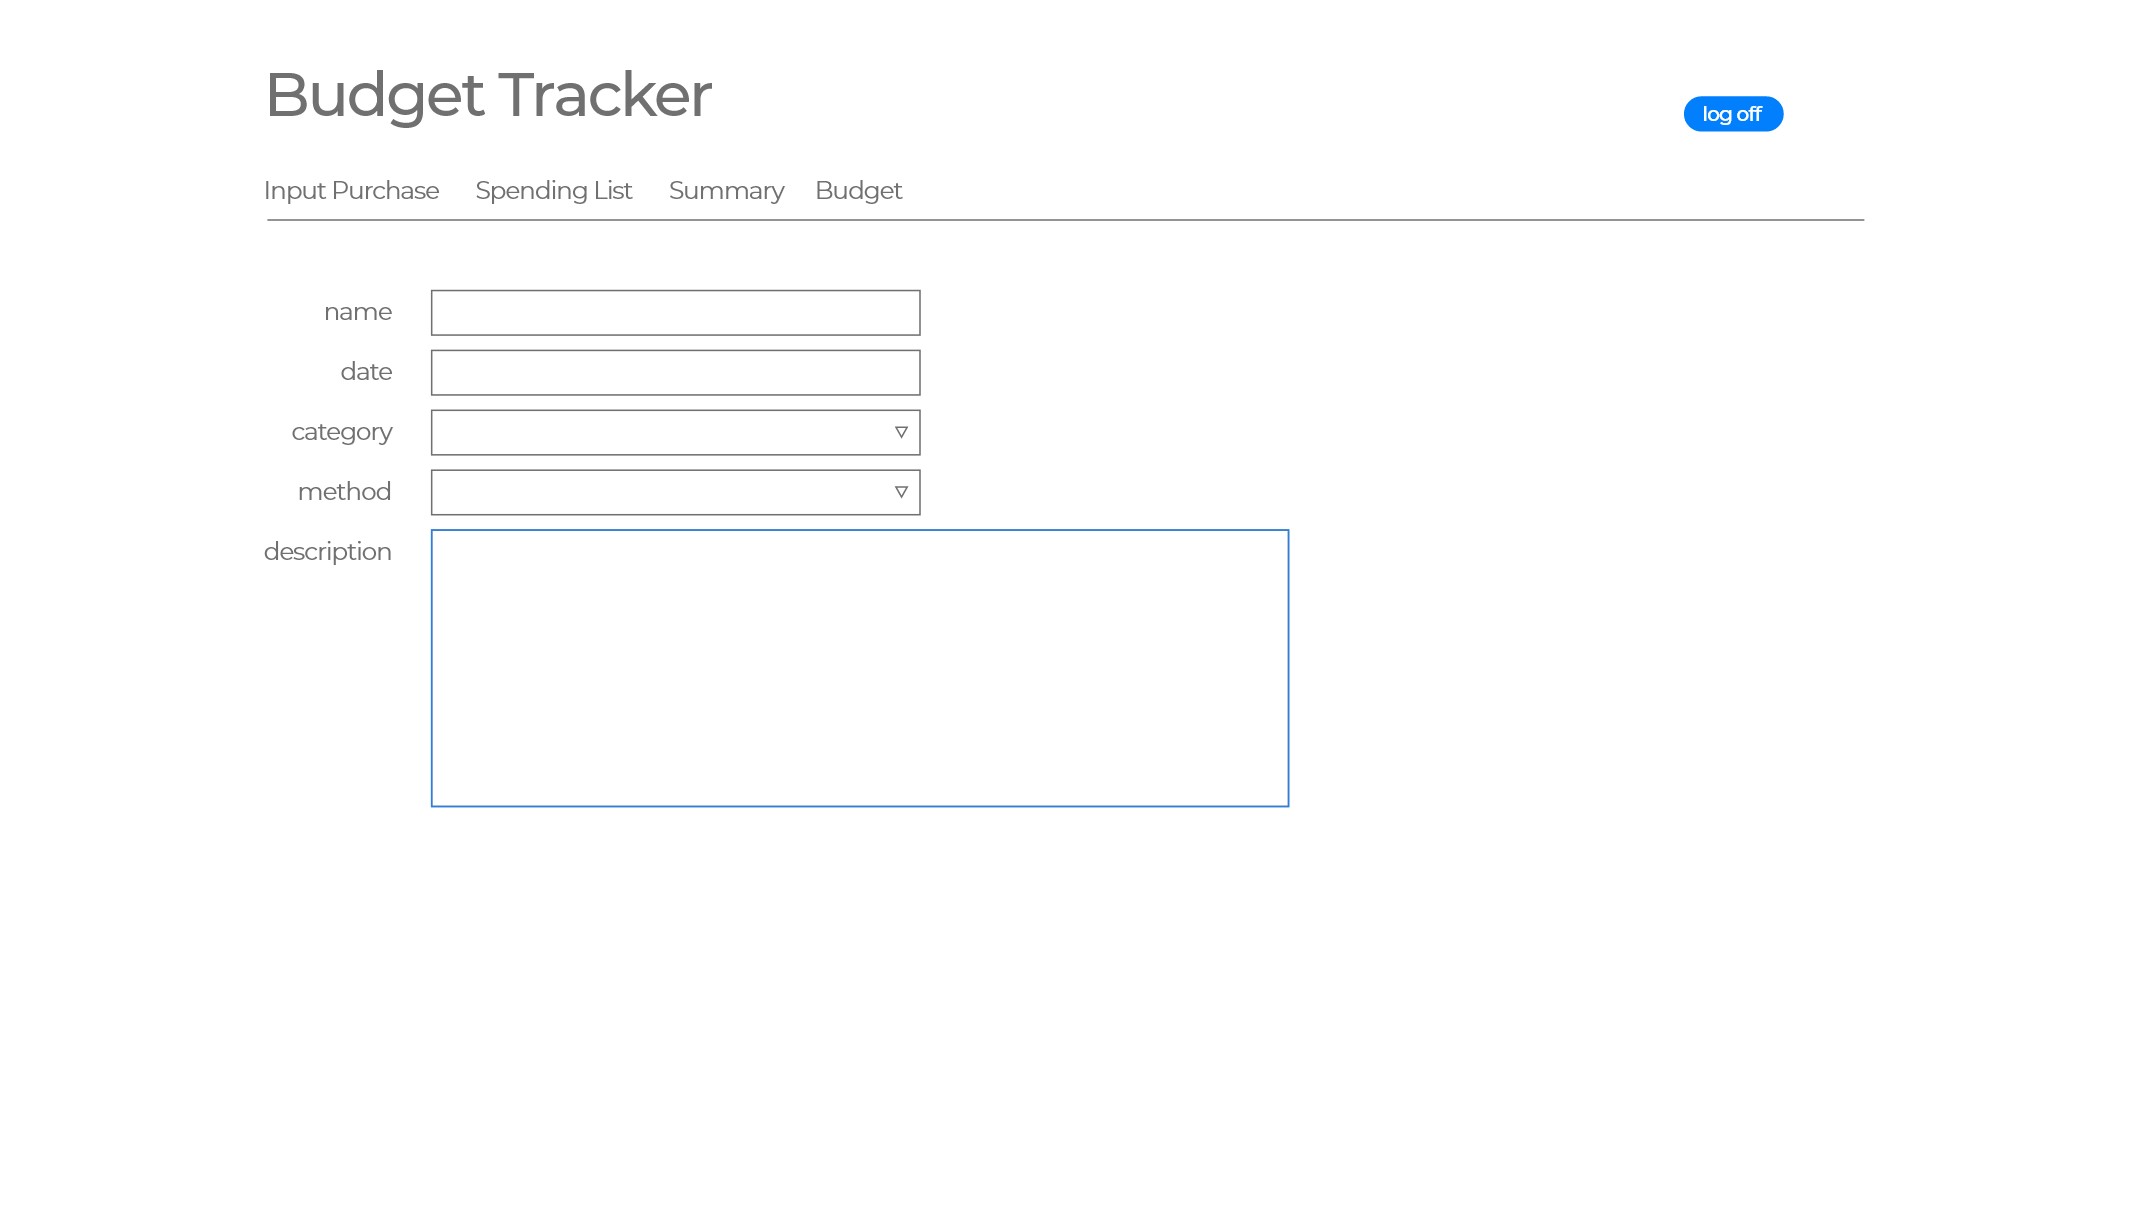 Budget Tracker
log off
Input Purchase Spending List Summary Budget
name
date
category
method
description